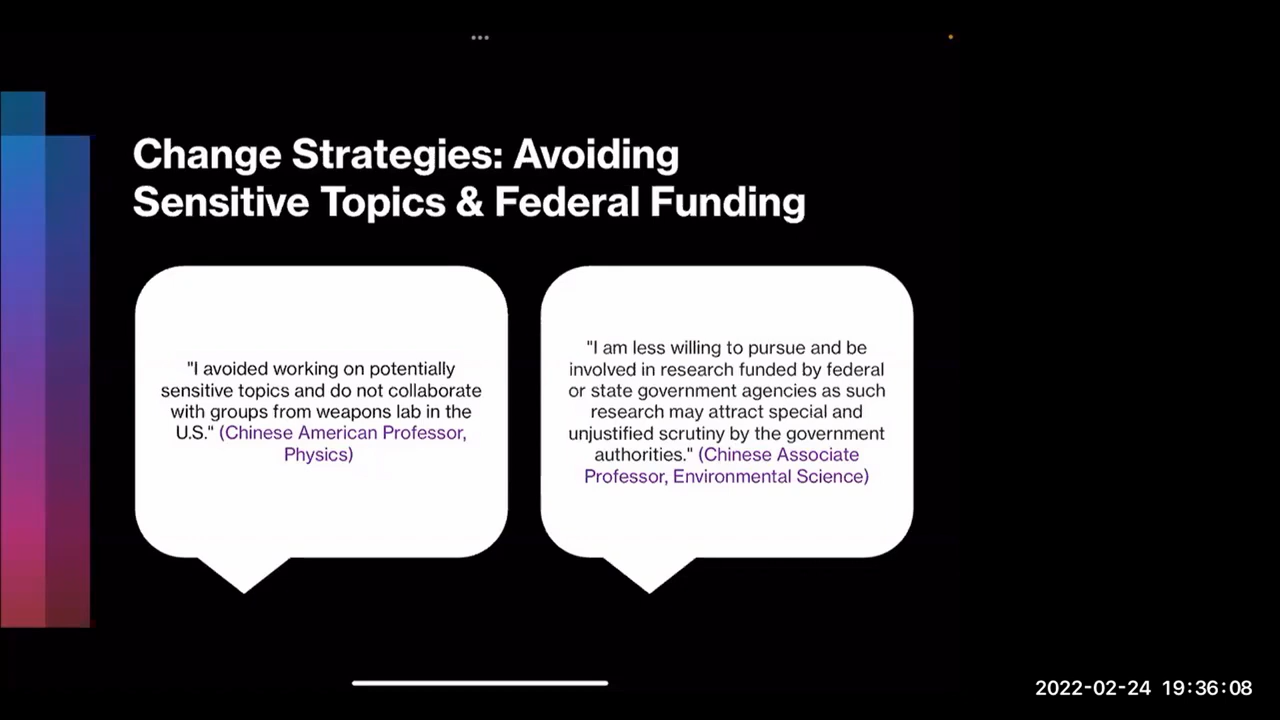 Change Strategies: Avoiding
Sensitive Topics & Federal Funding
"I avoided working on potentially
sensitive topics and do not collaborate
with groups from weapons lab in the
U.S." (Chinese American Professor,
Physics)
"I am less willing to pursue and be
involved in research funded by federal
or state government agencies as such
research may attract special and
unjustified scrutiny by the government
authorities." (Chinese Associate
Professor, Environmental Science)
2022-02-24 19:36:08